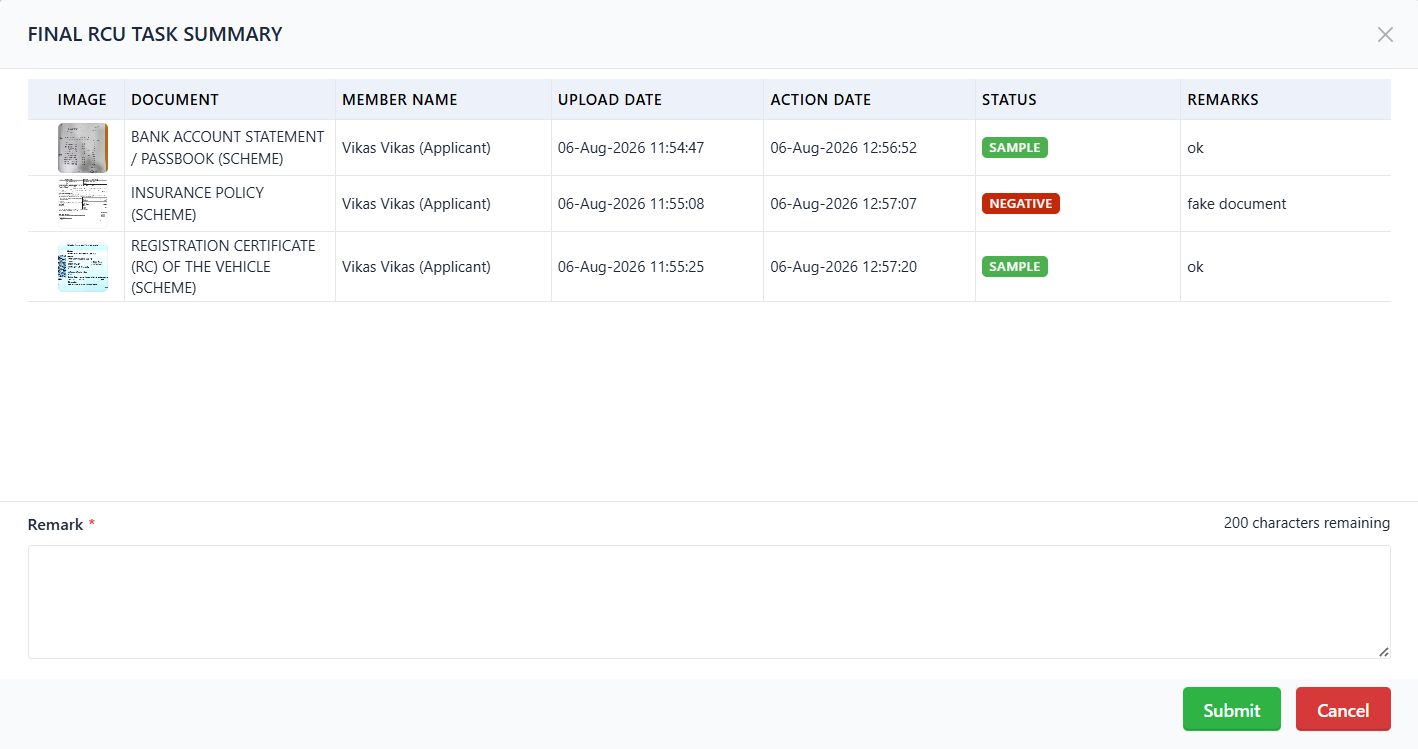 FINAL RCU TASK SUMMARY
IMAGE DOCUMENT MEMBER NAME UPLOAD DATE ACTION DATE STATUS REMARKS
BANK ACCOUNT STATEMENT
/ PASSBOOK (SCHEME)
Vikas Vikas (Applicant) 06-Aug-2026 11:54:47 06-Aug-2026 12:56:52 SAMPLE ok
INSURANCE POLICY
(SCHEME)
Vikas Vikas (Applicant) 06-Aug-2026 11:55:08 06-Aug-2026 12:57:07 NEGATIVE fake document
REGISTRATION CERTIFICATE
(RC) OF THE VEHICLE
(SCHEME)
Vikas Vikas (Applicant) 06-Aug-2026 11:55:25 06-Aug-2026 12:57:20 SAMPLE ok
Remark *
200 characters remaining
Submit Cancel